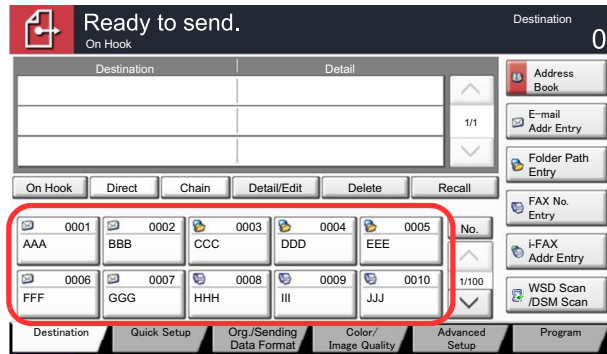 Ready to send.
Destination
On Hook
0
Destination Detail
Address
Book
1/1
E-mail
Addr Entry
Folder Path
Entry
On Hook Direct Chain Detail/Edit Delete Recall
FAX No.
Entry
0001 0002 0003 0004 0005 No.
AAA BBB CCC DDD EEE
i-FAX
Addr Entry
0006 0007 0008 0009 0010 1/100
FFF GGG HHH III JJJ
WSD Scan
/DSM Scan
Destination Quick Setup Org./Sending
Data Format Color/
Image Quality Advanced
Setup Program